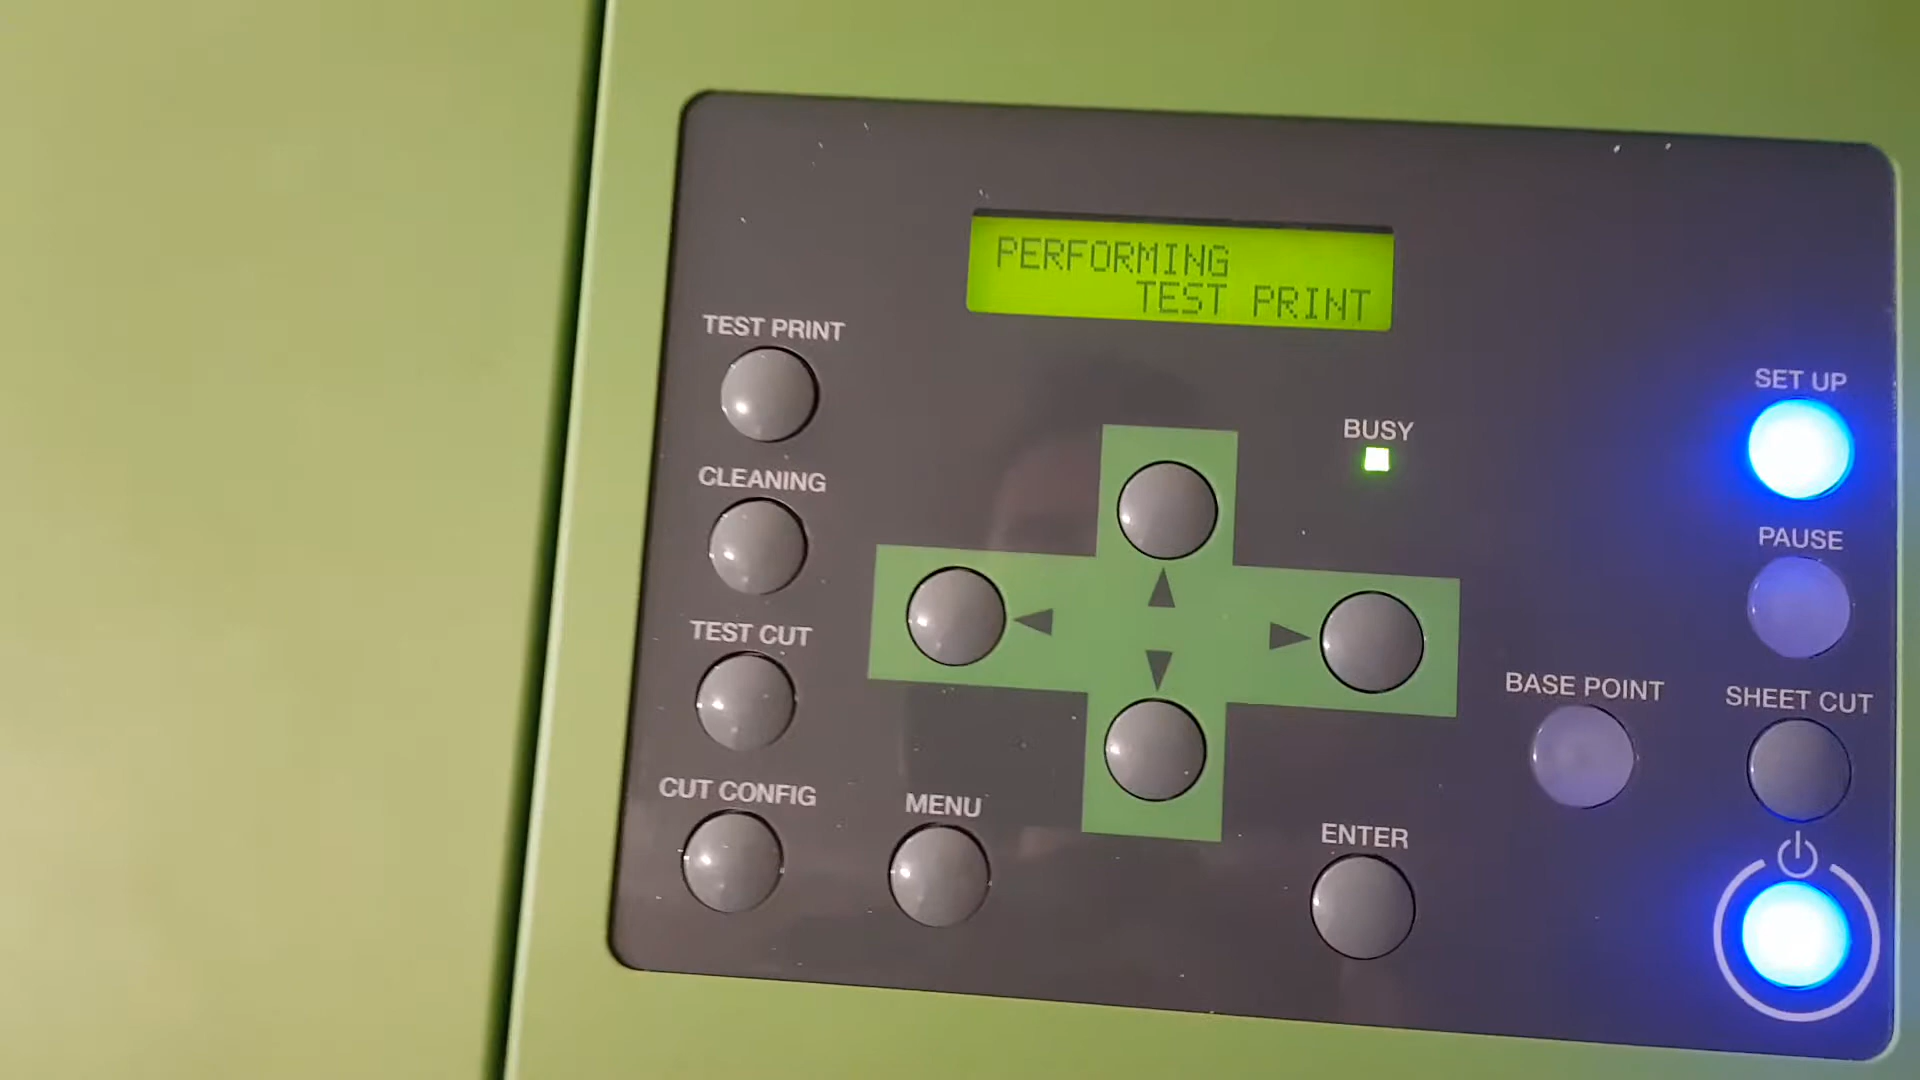 PERFORMING
TEST PRINT
TEST PRINT
SET UP
BUSY
CLEANING
PAUSE
TEST CUT
BASE POINT
SHEET CUT
CUT CONFIG
MENU
ENTER